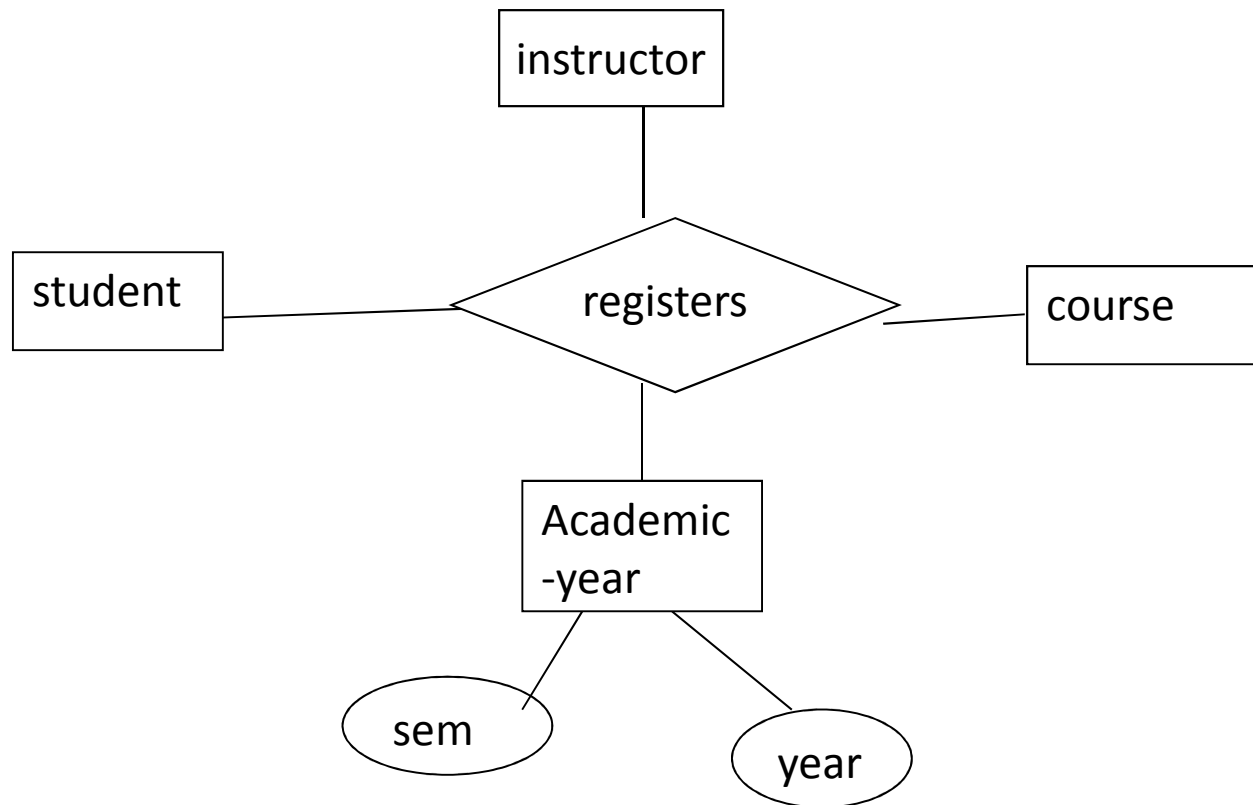 instructor
student
registers
course
Academic
-year
sem
year